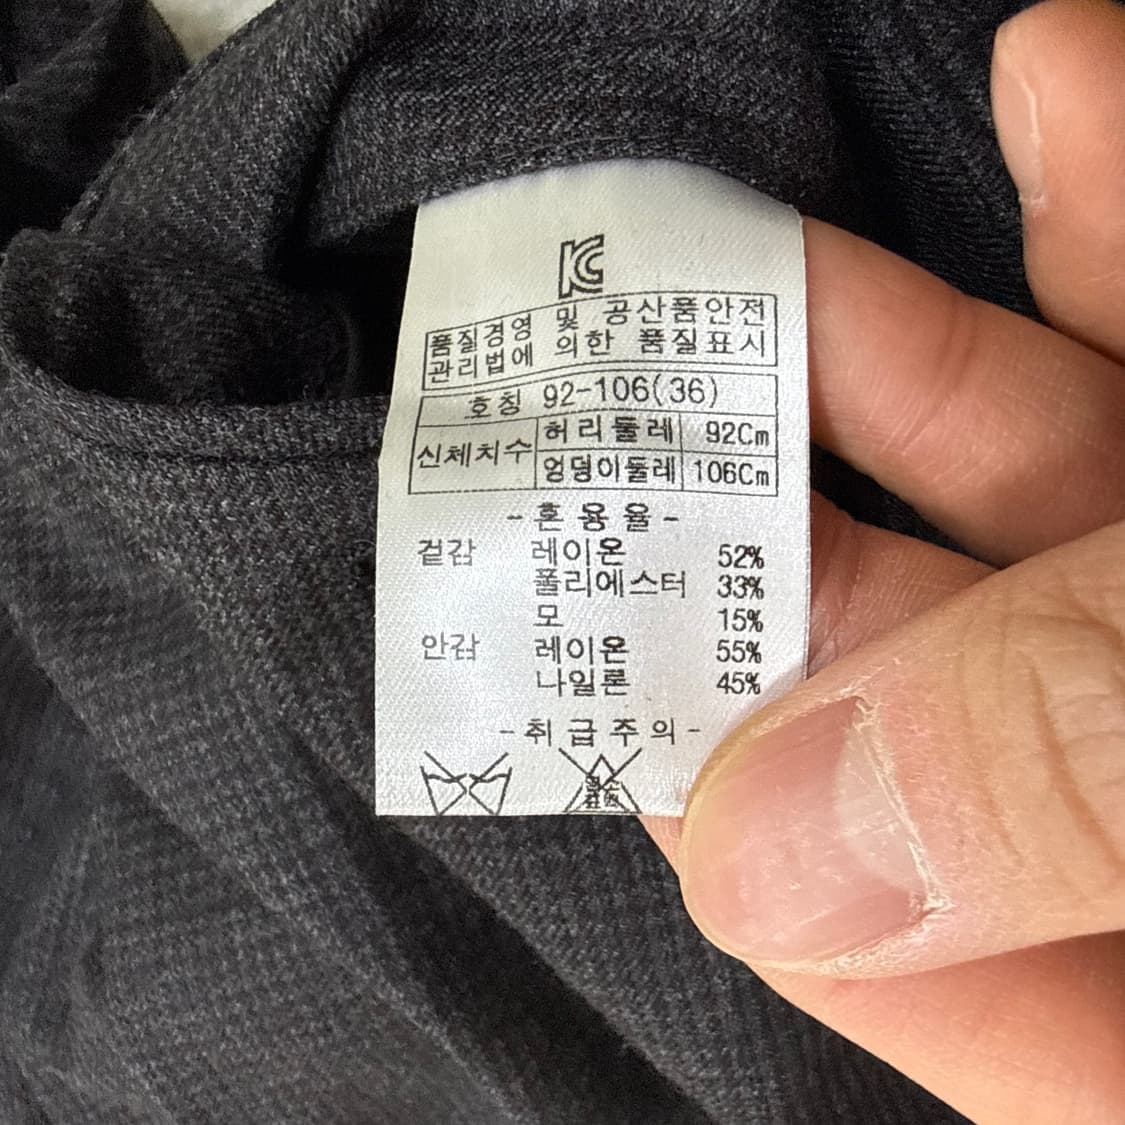 KC
품질경영 및 공산품안전
관리법에 의한 품질표시
호칭 92-106(36)
신체치수 허리둘레 92Cm
엉덩이둘레 106Cm
-혼용율-
겉감 레이온 52%
폴리에스터 33%
모 15%
안감 레이온 55%
나일론 45%
-취급주의-